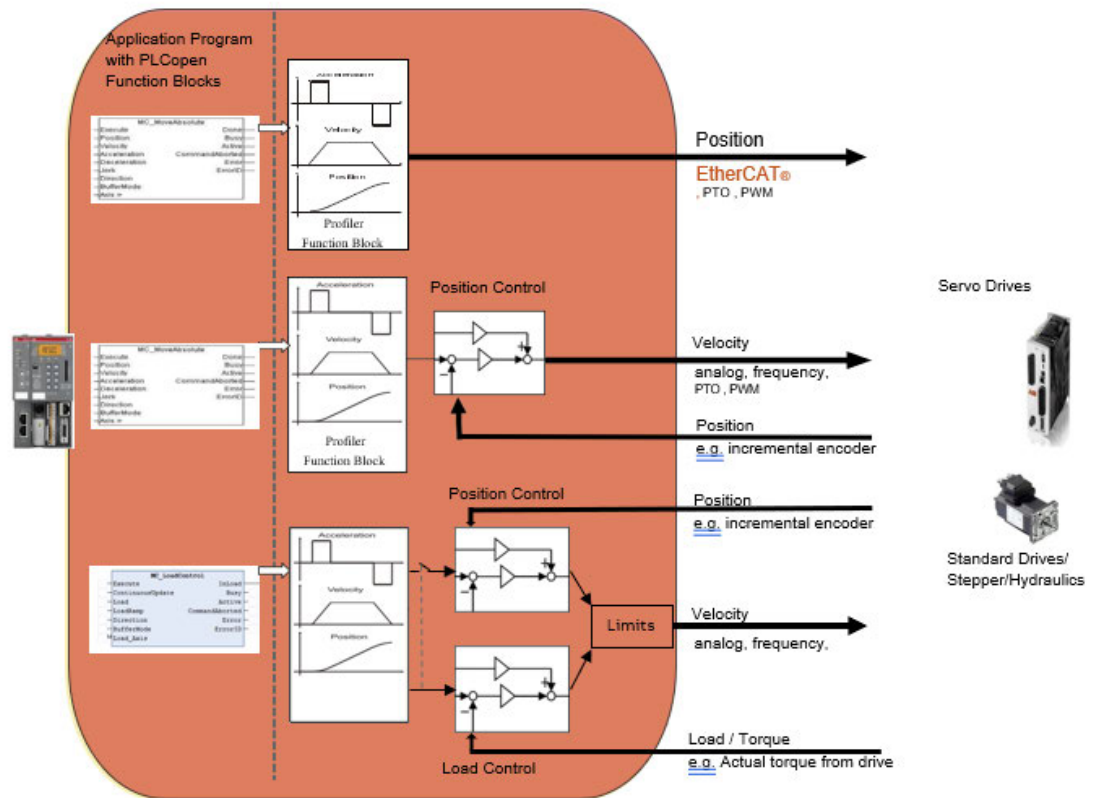 Application Program
with PLCopen
Function Blocks
MC_MoveAbsolute
Execute Done
Position Busy
Velocity Active
Acceleration CommandAborted
Deceleration Error
Jerk ErrorID
Direction
BufferMode
Axis
Acceleration
Velocity
Position
Profiler
Function Block
Position
EtherCAT®
, PTO , PWM
MC_MoveAbsolute
Execute Done
Position Busy
Velocity Active
Acceleration CommandAborted
Deceleration Error
Jerk ErrorID
Direction
BufferMode
Axis
Acceleration
Velocity
Position
Profiler
Function Block
Position Control
+
−
Velocity
analog, frequency,
PTO , PWM
Position
e.g. incremental encoder
Servo Drives
MC_LoadControl
Execute InLoad
ContinuousUpdate Busy
Load Active
LoadRamp CommandAborted
Direction Error
BufferMode ErrorID
Load_Axis
Acceleration
Velocity
Position
Position Control
+
−
Position
e.g. incremental encoder
Limits
Velocity
analog, frequency,
+
−
Load Control
Load / Torque
e.g. Actual torque from drive
Standard Drives/
Stepper/Hydraulics